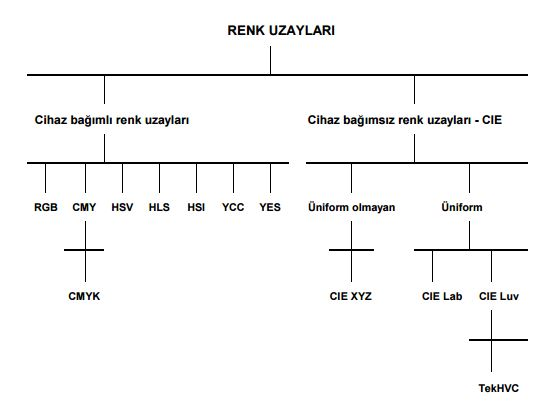 RENK UZAYLARI
Cihaz bağımlı renk uzayları
Cihaz bağımsız renk uzayları - CIE
RGB CMY HSV HLS HSI YCC YES
Üniform olmayan
Üniform
CMYK
CIE XYZ
CIE Lab
CIE Luv
TekHVC